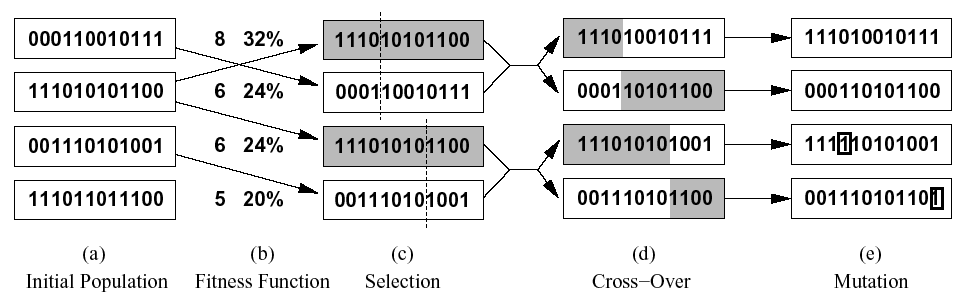 000110010111 8 32% 111010101100 111010010111 111010010111
111010101100 6 24% 000110010111 000110101100 000110101100
001110101001 6 24% 111010101100 111010101001 111110101001
111011011100 5 20% 001110101001 001110101100 001110101101
(a) (b) (c) (d) (e)
Initial Population Fitness Function Selection Cross−Over Mutation